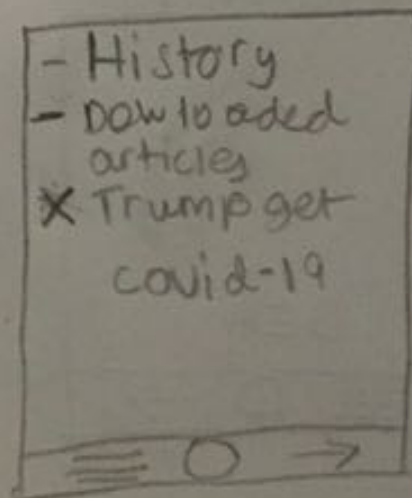 - History
- Dowloaded
articles
X Trump get
covid-19